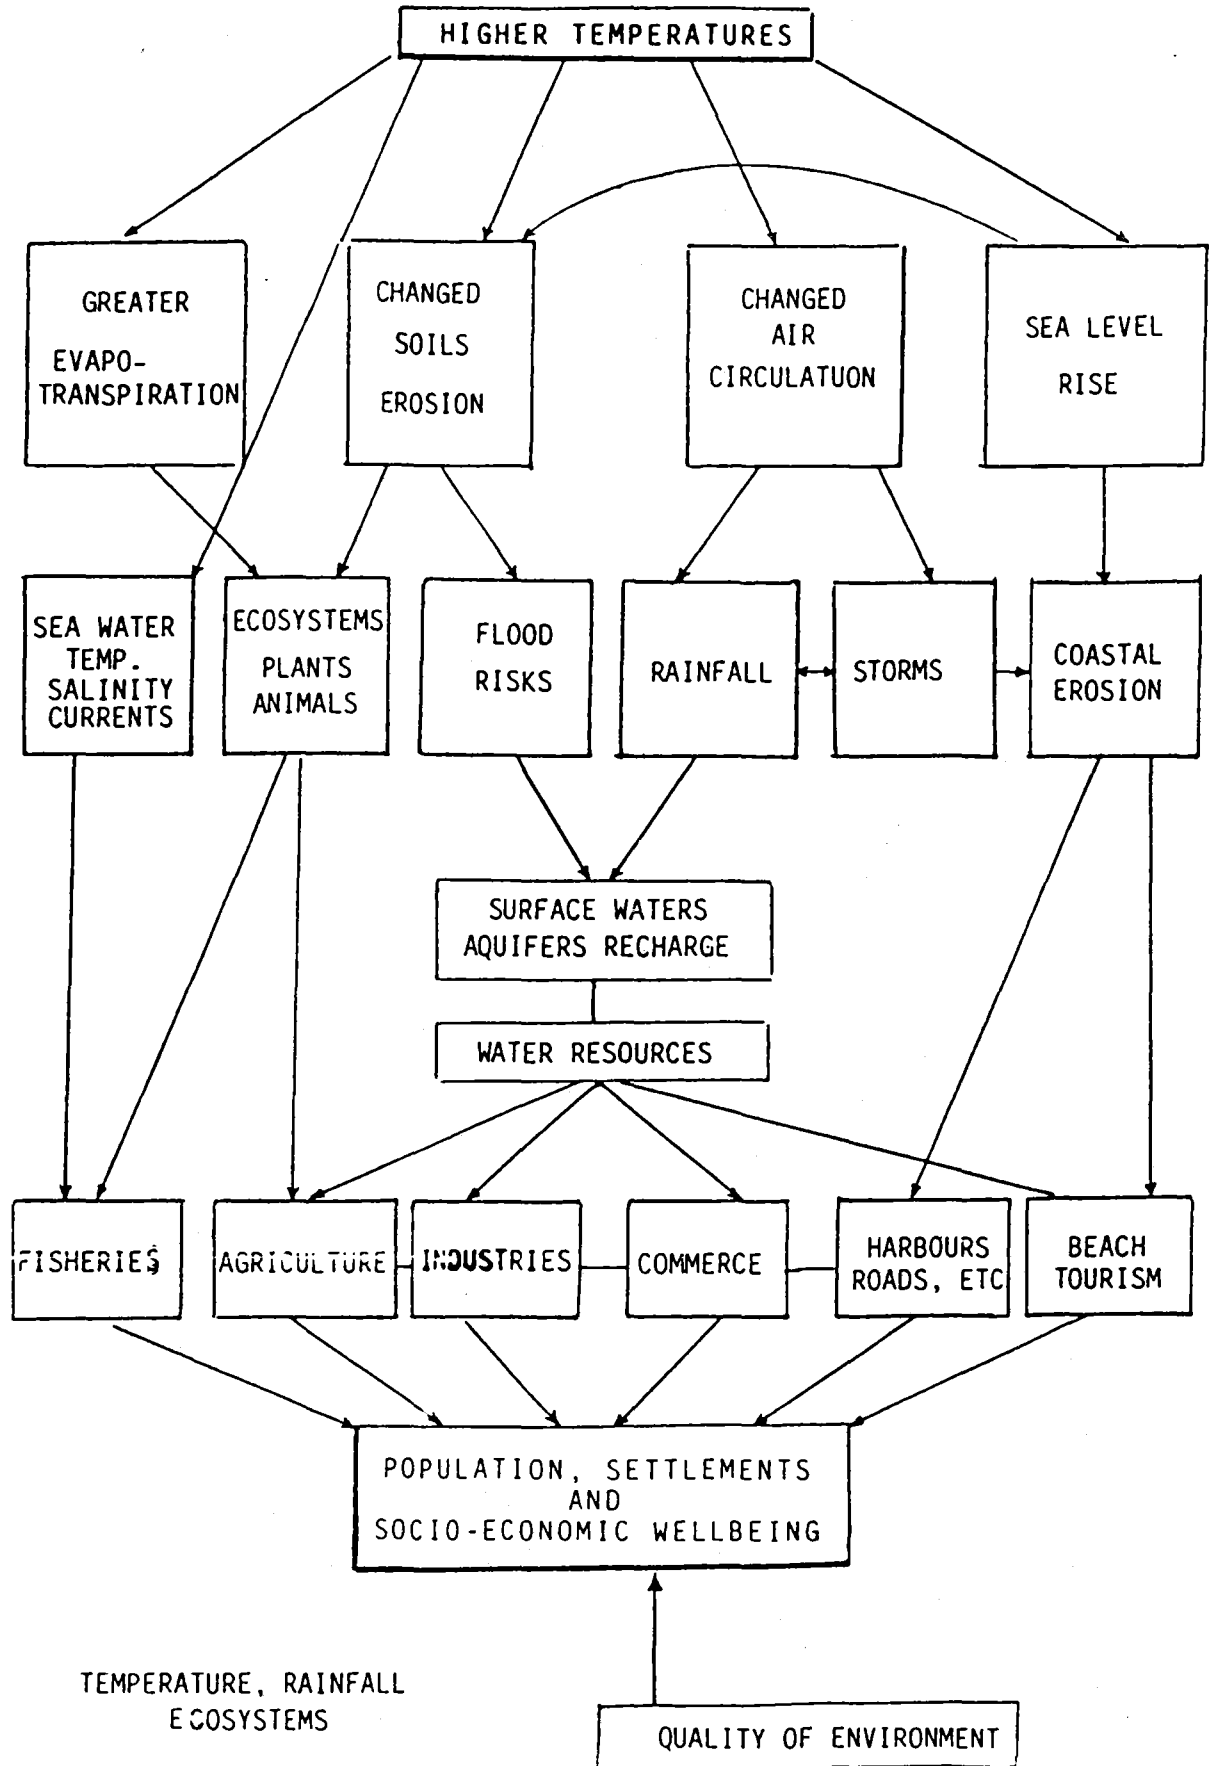 HIGHER TEMPERATURES
GREATER
EVAPO-
TRANSPIRATION
CHANGED
SOILS
EROSION
CHANGED
AIR
CIRCULATUON
SEA LEVEL
RISE
SEA WATER
TEMP.
SALINITY
CURRENTS
ECOSYSTEMS
PLANTS
ANIMALS
FLOOD
RISKS
RAINFALL
STORMS
COASTAL
EROSION
SURFACE WATERS
AQUIFERS RECHARGE
WATER RESOURCES
FISHERIES
AGRICULTURE
INDUSTRIES
COMMERCE
HARBOURS
ROADS, ETC
BEACH
TOURISM
POPULATION, SETTLEMENTS
AND
SOCIO-ECONOMIC WELLBEING
TEMPERATURE, RAINFALL
ECOSYSTEMS
QUALITY OF ENVIRONMENT